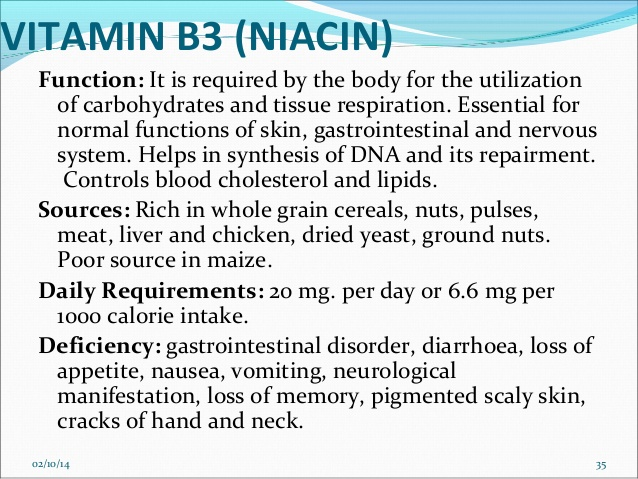 VITAMIN B3 (NIACIN)
Function: It is required by the body for the utilization
of carbohydrates and tissue respiration. Essential for
normal functions of skin, gastrointestinal and nervous
system. Helps in synthesis of DNA and its repairment.
Controls blood cholesterol and lipids.
Sources: Rich in whole grain cereals, nuts, pulses,
meat, liver and chicken, dried yeast, ground nuts.
Poor source in maize.
Daily Requirements: 20 mg. per day or 6.6 mg per
1000 calorie intake.
Deficiency: gastrointestinal disorder, diarrhoea, loss of
appetite, nausea, vomiting, neurological
manifestation, loss of memory, pigmented scaly skin,
cracks of hand and neck.
02/10/14 35